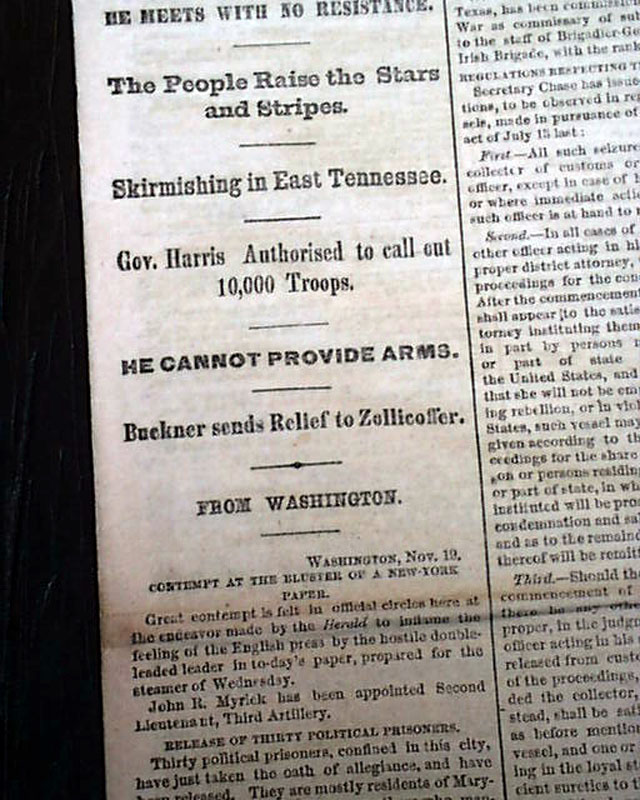 HE MEETS WITH NO RESISTANCE.
The People Raise the Stars
and Stripes.
Skirmishing in East Tennessee.
Gov. Harris Authorised to call out
10,000 Troops.
HE CANNOT PROVIDE ARMS.
Buckner sends Relief to Zollicoffer.
FROM WASHINGTON.
WASHINGTON, Nov. 19.
CONTEMPT AT THE BLUSTER OF A NEW-YORK
PAPER.
Great contempt is felt in official circles here at
the endeavor made by the Herald to inflame the
feeling of the English press by the hostile double-
leaded leader in to-day's paper, prepared for the
steamer of Wednesday.
John R. Myrick has been appointed Second
Lieutenant, Third Artillery.
RELEASE OF THIRTY POLITICAL PRISONERS.
Thirty political prisoners, confined in this city,
have just taken the oath of allegiance, and have
been released. They are mostly residents of Mary-
Texas, has been commission
War as commissary of su
to the staff of Brigadier-Ge
Irish Brigade, with the rank
REGULATIONS RESPECTING T
Secretary Chase has issue
tions, to be observed in re
sels, made in pursuance of
act of July 13 last:
First.—All such seizure
collector of customs or
officer, except in case of
or where immediate acti
such officer is at hand to
Second.—In all cases of
other officer acting in hi
proper district attorney,
proceedings for the con
After the commencement
shall appear to the satis
torney instituting them
in part by persons
or part of state
the United States, and
that she will not be em
ing rebellion, or in viol
States, such vessel may
given according to th
ceedings for the share
son or persons residing
or part of state, in wh
instituted will be pro
condemnation and sal
and as to the remaind
thereof will be remitt
Third.—Should the
commencement of
there be any other
proper, in the judgm
officer acting in his
released from custo
of the proceedings,
ded the collector,
stead, shall be sati
as before mention
vessel, and one or
ing in the loyal st
cient sureties to